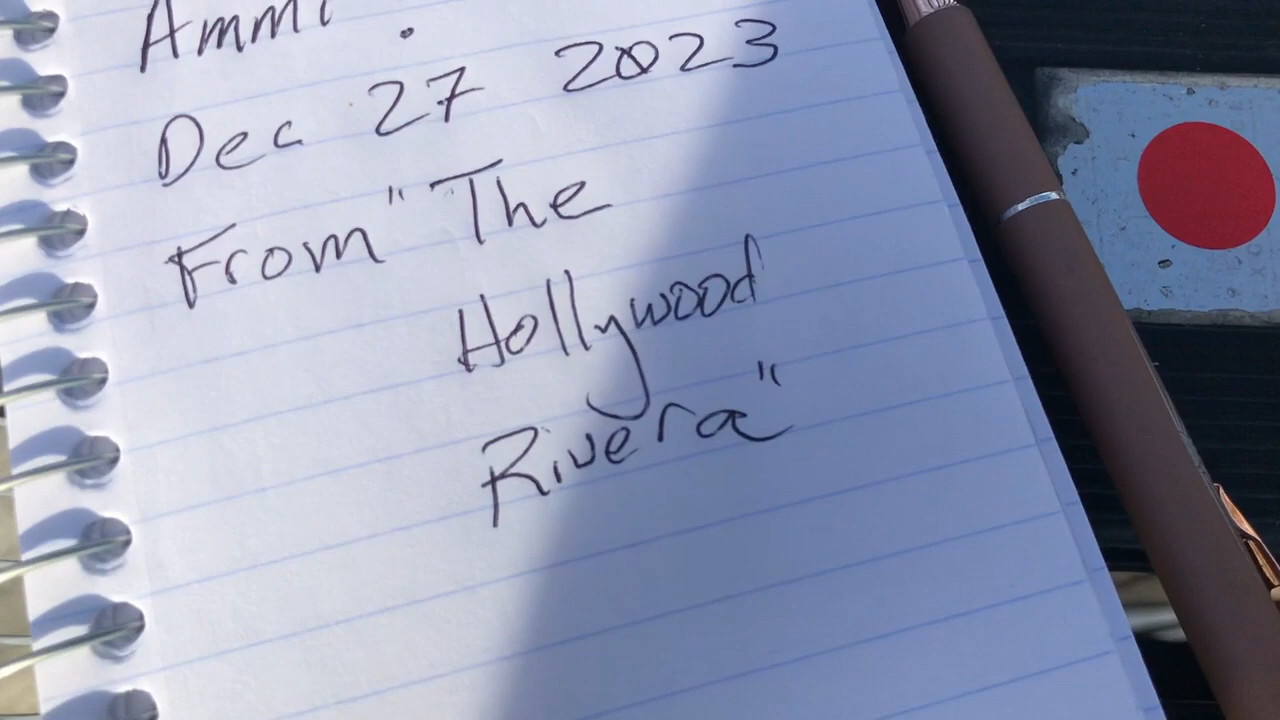 Ammi.
Dec 27 2023
From "The
Hollywood
Rivera"